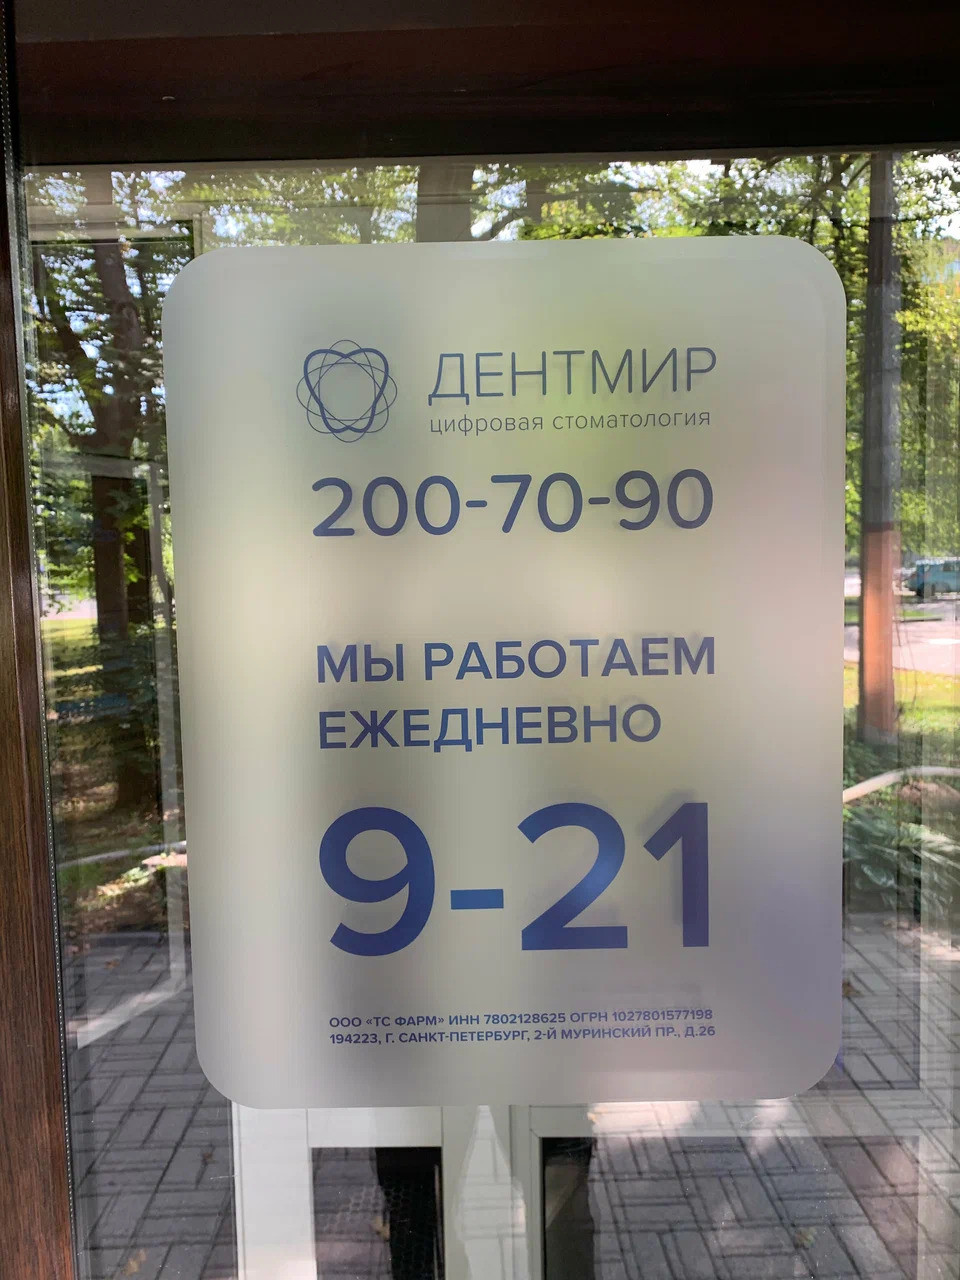 ДЕНТМИР
цифровая стоматология
200-70-90
МЫ РАБОТАЕМ
ЕЖЕДНЕВНО
9-21
ООО «ТС ФАРМ» ИНН 7802128625 ОГРН 1027801577198
194223, Г. САНКТ-ПЕТЕРБУРГ, 2-Й МУРИНСКИЙ ПР., Д.26